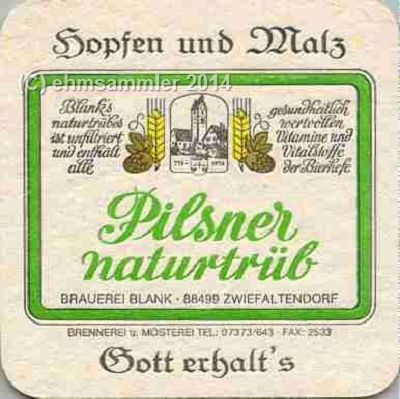 Hopfen und Malz
(c) ehmsammler 2014
Blank's
naturtrübes
ist unfiltriert
und enthält
alle
gesundheitlich
wertvollen
Vitamine und
Vitalstoffe
der Bierhefe
Pilsner
naturtrüb
BRAUEREI BLANK · 88499 ZWIEFALTENDORF
BRENNEREI u. MOSTEREI TEL.: 07373/643 · FAX: 2533
Gott erhalt's